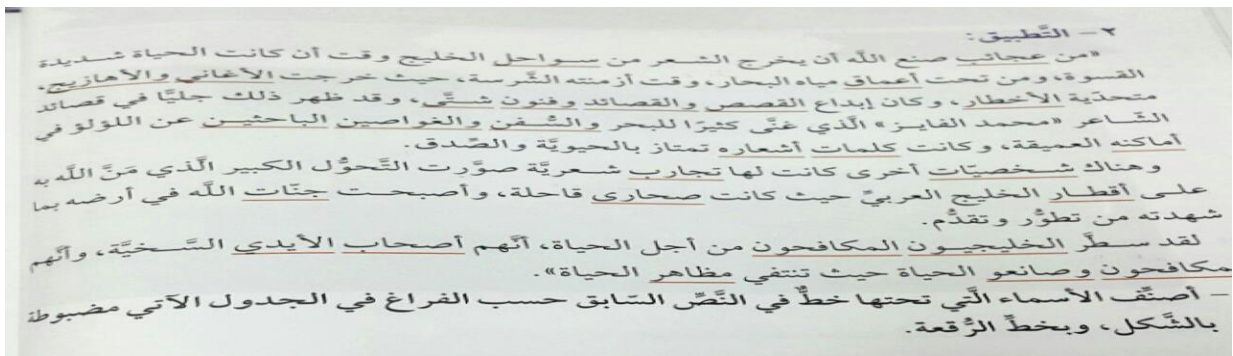 ٢ - التَّطبيق:
«من عجائب صنع اللّه أن يخرج الشعر من سواحل الخليج وقت أن كانت الحياة شديدة
القسوة، ومن تحت أعماق مياه البحار، وقت أزمنته الشَّرسة، حيث خرجت الأغاني والأهازيج،
متحدّية الأخطار، وكان إبداع القصص والقصائد وفنون شتَّى، وقد ظهر ذلك جليًّا في قصائد
الشَّاعر «محمد الفايز» الَّذي غنَّى كثيرًا للبحر والسُّفن والغواصين الباحثين عن اللؤلؤ في
أماكنه العميقة، وكانت كلمات أشعاره تمتاز بالحيويَّة والصِّدق.
وهناك شخصيّات أخرى كانت لها تجارب شعريَّة صوَّرت التَّحوُّل الكبير الَّذي مَنَّ اللّه به
على أقطار الخليج العربيِّ حيث كانت صحارى قاحلة، وأصبحت جنّات اللّه في أرضه بما
شهدته من تطوُّر وتقدُّم.
لقد سطَّر الخليجيون المكافحون من أجل الحياة، أنَّهم أصحاب الأيدي السَّخيَّة، وأنَّهم
مكافحون وصانعو الحياة حيث تنتفي مظاهر الحياة».
– أصنِّف الأسماء الَّتي تحتها خطٌّ في النَّصِّ السّابق حسب الفراغ في الجدول الآتي مضبوطة
بالشَّكل، وبخطِّ الرُّقعة.